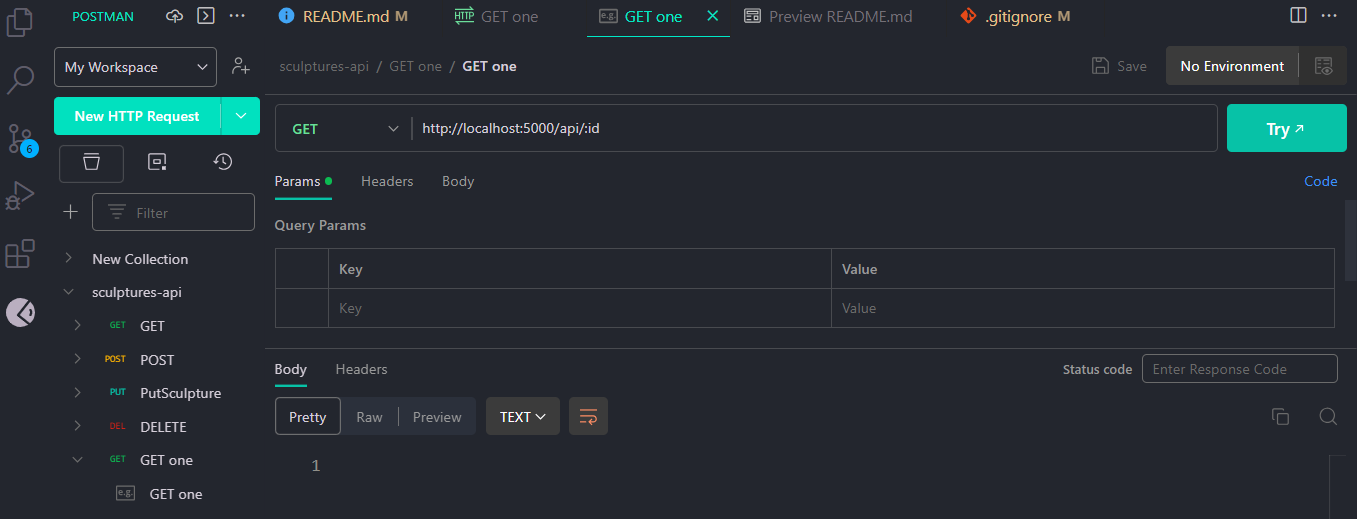 POSTMAN
README.md M
GET one
GET one
Preview README.md
.gitignore M
My Workspace
sculptures-api / GET one / GET one
Save
No Environment
New HTTP Request
GET
http://localhost:5000/api/:id
Try
6
Params
Headers
Body
Code
Filter
Query Params
New Collection
Key
Value
sculptures-api
Key
Value
GET GET
POST POST
Body
Headers
Status code
Enter Response Code
PUT PutSculpture
Pretty
Raw
Preview
TEXT
DEL DELETE
GET GET one
1
e.g. GET one